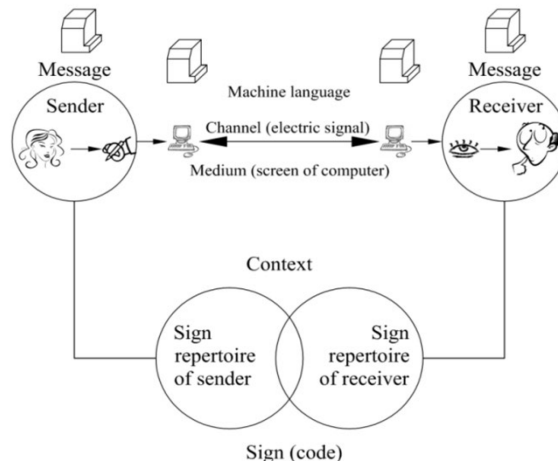 Message
Message
Machine language
Sender
Receiver
Channel (electric signal)
Medium (screen of computer)
Context
Sign
repertoire
of sender
Sign
repertoire
of receiver
Sign (code)